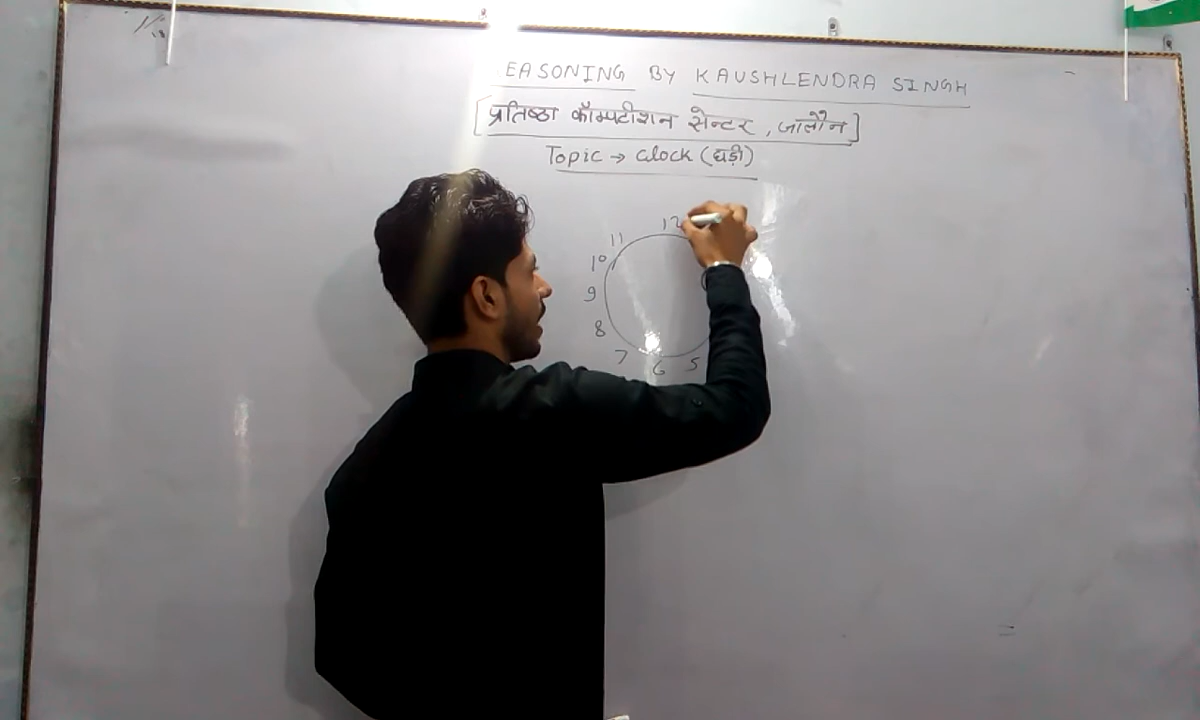 EASONING BY KAUSHLENDRA SINGH
[प्रतिष्ठा कॉम्पटीशन सेन्टर, जालौन]
Topic → Clock (घड़ी)
12
11
10
9
8
7
6
5